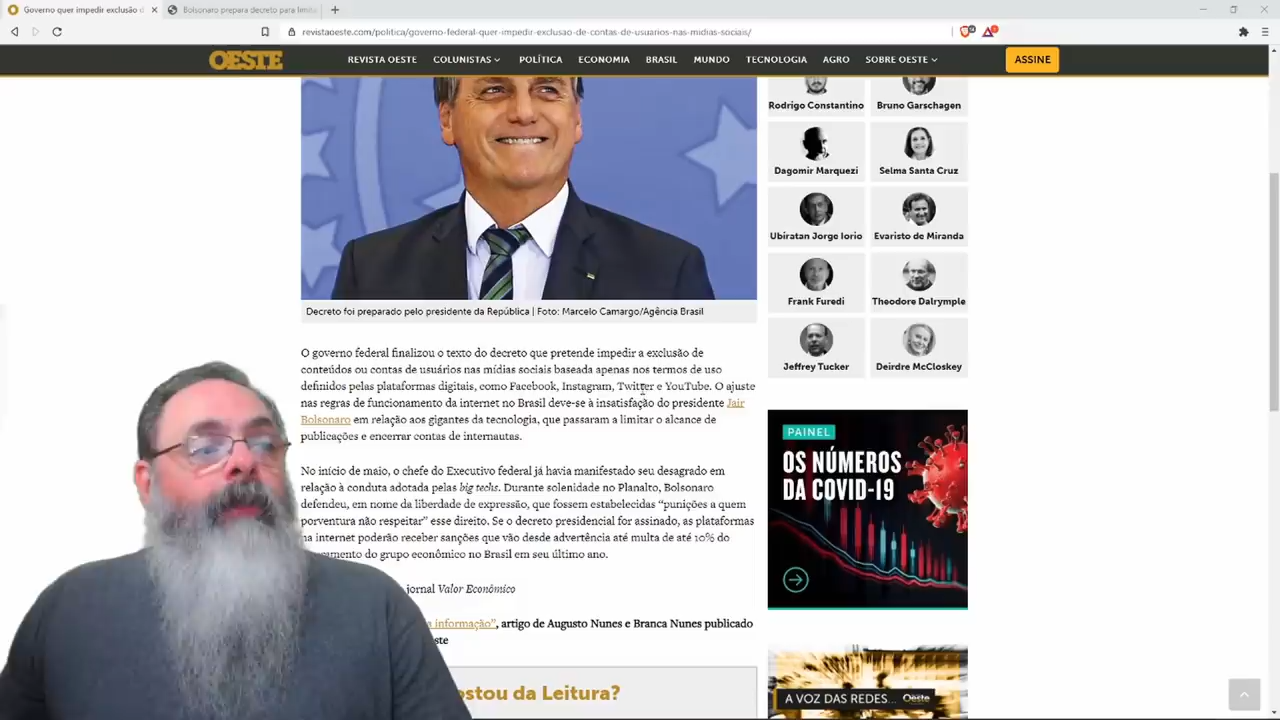 Governo quer impedir exclusão d
Bolsonaro prepara decreto para limita
revistaoeste.com/politica/governo-federal-quer-impedir-exclusao-de-contas-de-usuarios-nas-midias-sociais/
OESTE
REVISTA OESTE
COLUNISTAS
POLÍTICA
ECONOMIA
BRASIL
MUNDO
TECNOLOGIA
AGRO
SOBRE OESTE
ASSINE
Decreto foi preparado pelo presidente da República | Foto: Marcelo Camargo/Agência Brasil
O governo federal finalizou o texto do decreto que pretende impedir a exclusão de
conteúdos ou contas de usuários nas mídias sociais baseada apenas nos termos de uso
definidos pelas plataformas digitais, como Facebook, Instagram, Twitter e YouTube. O ajuste
nas regras de funcionamento da internet no Brasil deve-se à insatisfação do presidente Jair
Bolsonaro em relação aos gigantes da tecnologia, que passaram a limitar o alcance de
publicações e encerrar contas de internautas.
No início de maio, o chefe do Executivo federal já havia manifestado seu desagrado em
relação à conduta adotada pelas big techs. Durante solenidade no Planalto, Bolsonaro
defendeu, em nome da liberdade de expressão, que fossem estabelecidas “punições a quem
porventura não respeitar” esse direito. Se o decreto presidencial for assinado, as plataformas
na internet poderão receber sanções que vão desde advertência até multa de até 10% do
amento do grupo econômico no Brasil em seu último ano.
jornal Valor Econômico
a informação”, artigo de Augusto Nunes e Branca Nunes publicado
ste
ostou da Leitura?
Rodrigo Constantino
Bruno Garschagen
Dagomir Marquezi
Selma Santa Cruz
Ubiratan Jorge Iorio
Evaristo de Miranda
Frank Furedi
Theodore Dalrymple
Jeffrey Tucker
Deirdre McCloskey
PAINEL
OS NÚMEROS
DA COVID-19
A VOZ DAS REDES... Oeste